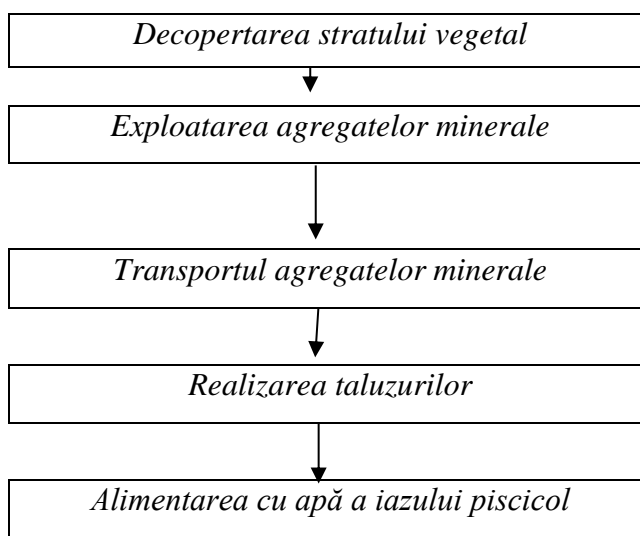 Decopertarea stratului vegetal
Exploatarea agregatelor minerale
Transportul agregatelor minerale
Realizarea taluzurilor
Alimentarea cu apă a iazului piscicol